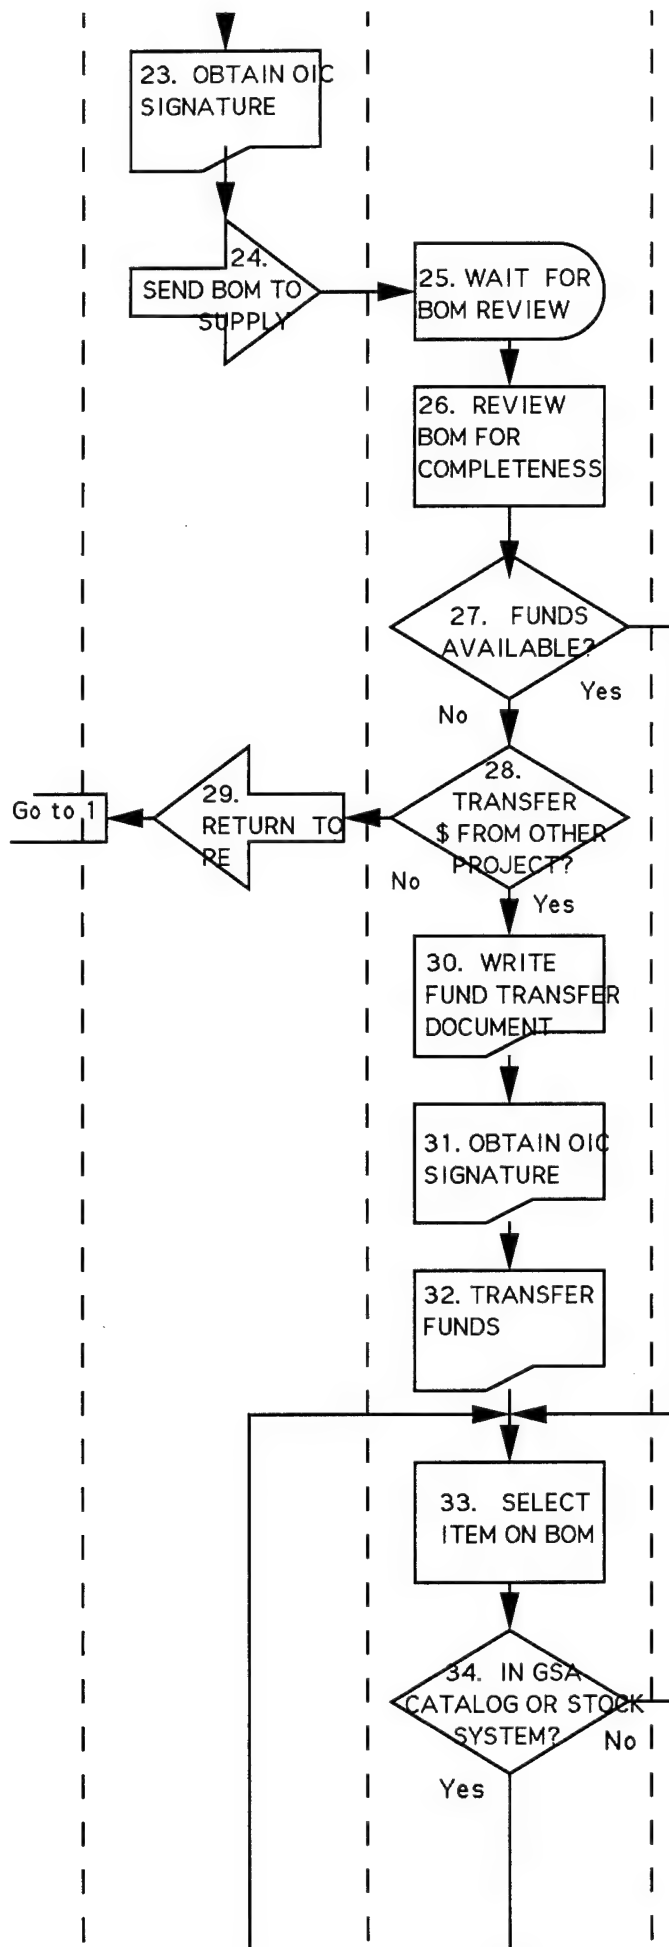 23. OBTAIN OIC
SIGNATURE
24.
SEND BOM TO
SUPPLY
25. WAIT FOR
BOM REVIEW
26. REVIEW
BOM FOR
COMPLETENESS
27. FUNDS
AVAILABLE?
Yes
No
28.
TRANSFER
$ FROM OTHER
PROJECT?
No
Yes
29.
RETURN TO
RE
Go to 1
30. WRITE
FUND TRANSFER
DOCUMENT
31. OBTAIN OIC
SIGNATURE
32. TRANSFER
FUNDS
33. SELECT
ITEM ON BOM
34. IN GSA
CATALOG OR STOCK
SYSTEM?
No
Yes